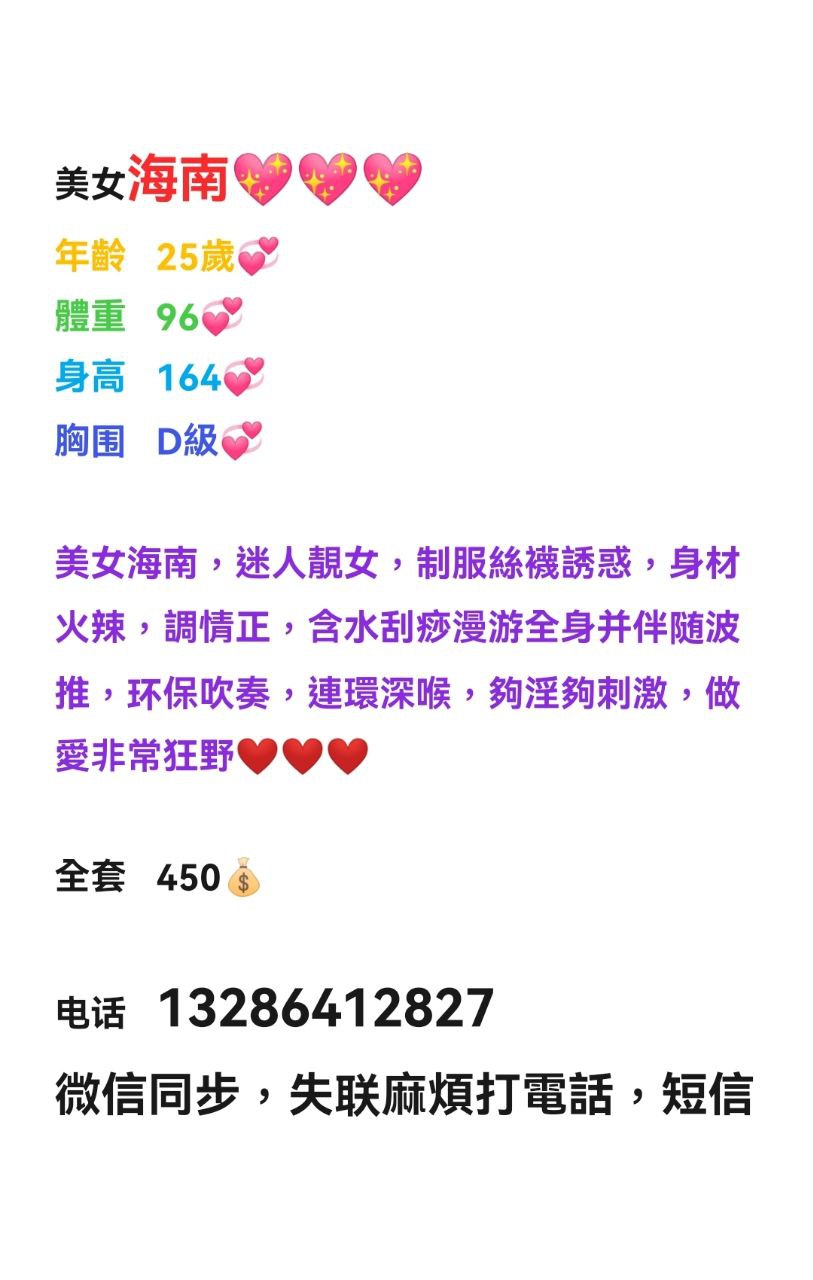 美女海南💖💖💖
年齡 25歲💞
體重 96💞
身高 164💞
胸围 D級💞
美女海南，迷人靚女，制服絲襪誘惑，身材
火辣，調情正，含水刮痧漫游全身并伴随波
推，环保吹奏，連環深喉，夠淫夠刺激，做
愛非常狂野❤️❤️❤️
全套 450💰
电话 13286412827
微信同步，失联麻煩打電話，短信